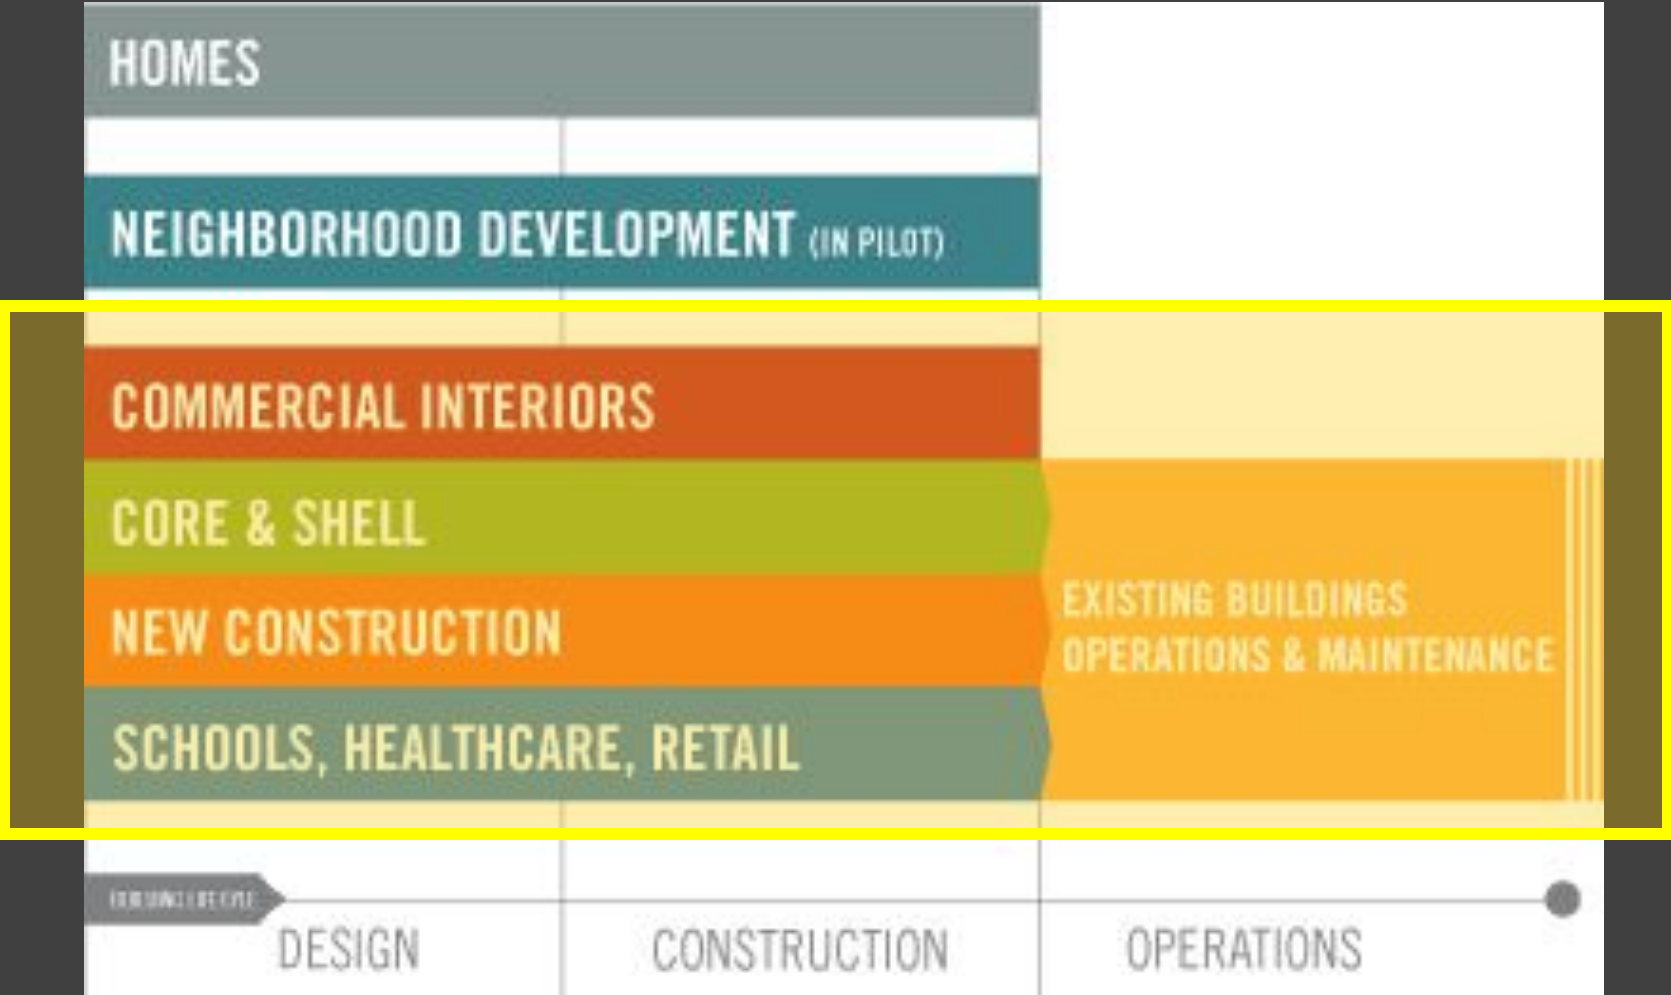 HOMES
NEIGHBORHOOD DEVELOPMENT (IN PILOT)
COMMERCIAL INTERIORS
CORE & SHELL
NEW CONSTRUCTION
SCHOOLS, HEALTHCARE, RETAIL
EXISTING BUILDINGS
OPERATIONS & MAINTENANCE
DESIGN CONSTRUCTION OPERATIONS